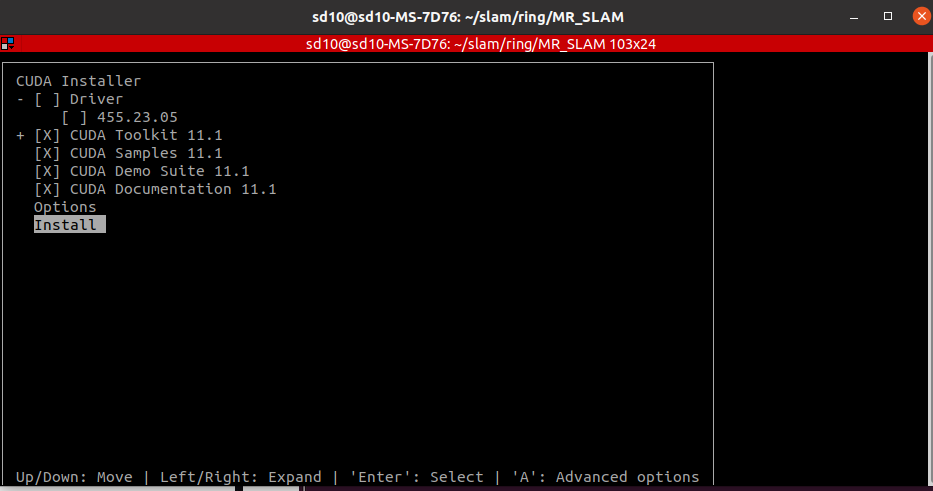 sd10@sd10-MS-7D76: ~/slam/ring/MR_SLAM
sd10@sd10-MS-7D76: ~/slam/ring/MR_SLAM 103x24
CUDA Installer
- [ ] Driver
[ ] 455.23.05
+ [X] CUDA Toolkit 11.1
[X] CUDA Samples 11.1
[X] CUDA Demo Suite 11.1
[X] CUDA Documentation 11.1
Options
Install
Up/Down: Move | Left/Right: Expand | 'Enter': Select | 'A': Advanced options